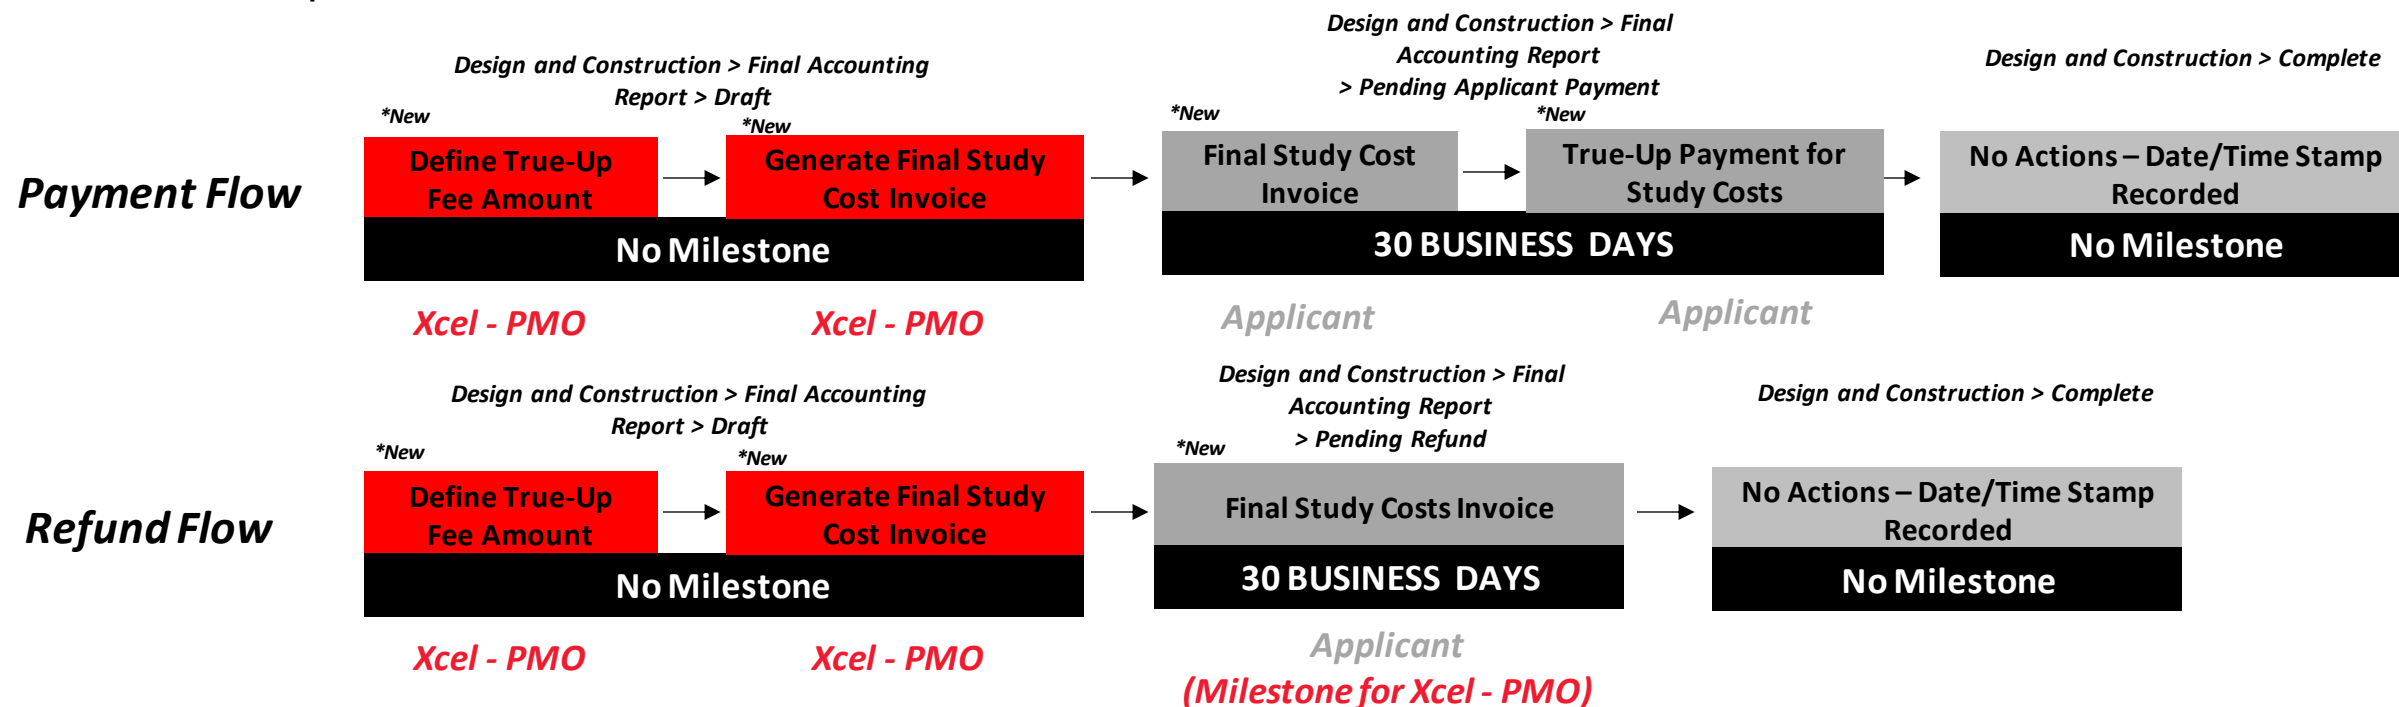 Design and Construction > Final Accounting
Report > Draft
Design and Construction > Final
Accounting Report
> Pending Applicant Payment
Design and Construction > Complete
Payment Flow
*New
Define True-Up
Fee Amount
*New
Generate Final Study
Cost Invoice
No Milestone
*New
Final Study Cost
Invoice
*New
True-Up Payment for
Study Costs
30 BUSINESS DAYS
No Actions – Date/Time Stamp
Recorded
No Milestone
Xcel - PMO
Xcel - PMO
Applicant
Applicant
Design and Construction > Final Accounting
Report > Draft
Design and Construction > Final
Accounting Report
> Pending Refund
Design and Construction > Complete
Refund Flow
*New
Define True-Up
Fee Amount
*New
Generate Final Study
Cost Invoice
No Milestone
*New
Final Study Costs Invoice
30 BUSINESS DAYS
No Actions – Date/Time Stamp
Recorded
No Milestone
Xcel - PMO
Xcel - PMO
Applicant
(Milestone for Xcel - PMO)